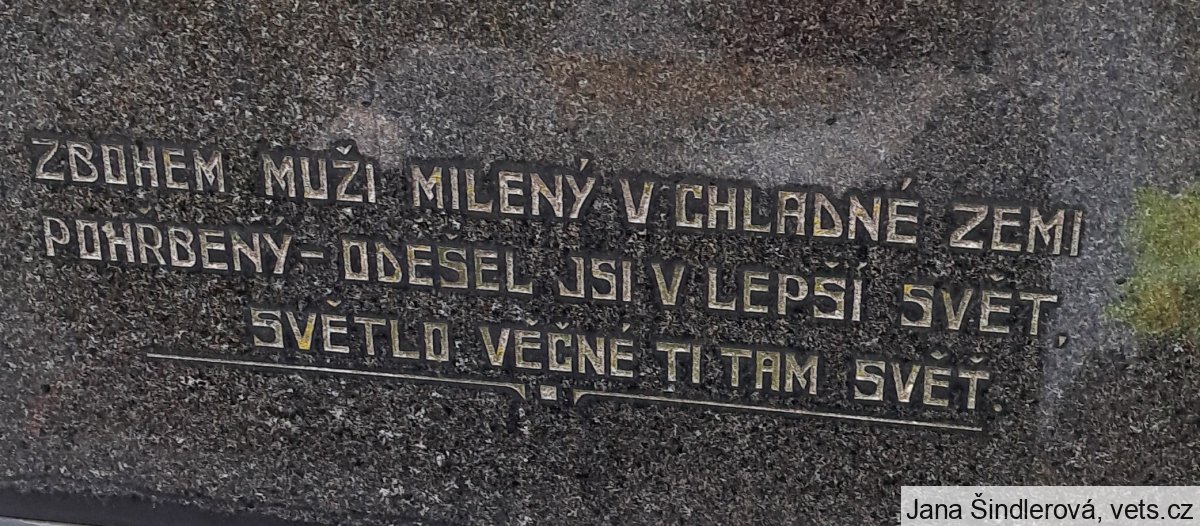 ZBOHEM MUŽI MILENÝ V CHLADNÉ ZEMI
POHŘBENÝ – ODEŠEL JSI V LEPŠÍ SVĚT,
SVĚTLO VĚČNÉ TI TAM SVĚŤ.
Jana Šindlerová, vets.cz